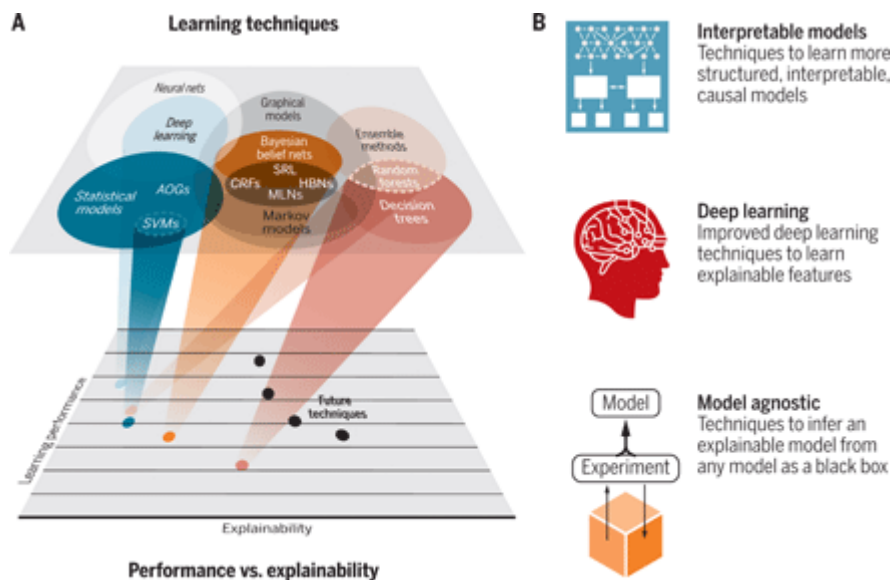 A
Learning techniques
Neural nets
Deep
learning
Graphical
models
Ensemble
methods
Bayesian
belief nets
SRL
CRFs
HBNs
MLNs
Random
forests
Statistical
models
AOGs
SVMs
Markov
models
Decision
trees
Learning performance
Future
techniques
Explainability
Performance vs. explainability
B
Interpretable models
Techniques to learn more
structured, interpretable,
causal models
Deep learning
Improved deep learning
techniques to learn
explainable features
Model
Experiment
Model agnostic
Techniques to infer an
explainable model from
any model as a black box